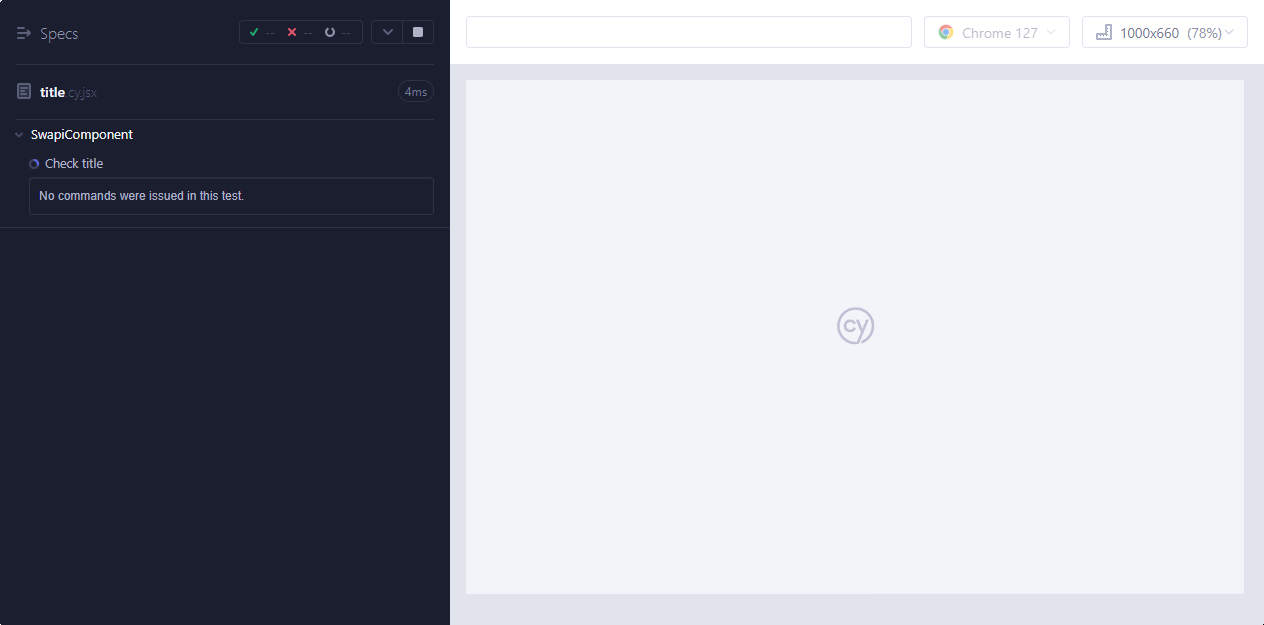 Specs
-- -- --
title.cy.jsx
4ms
SwapiComponent
Check title
No commands were issued in this test.
Chrome 127
1000x660 (78%)
cy